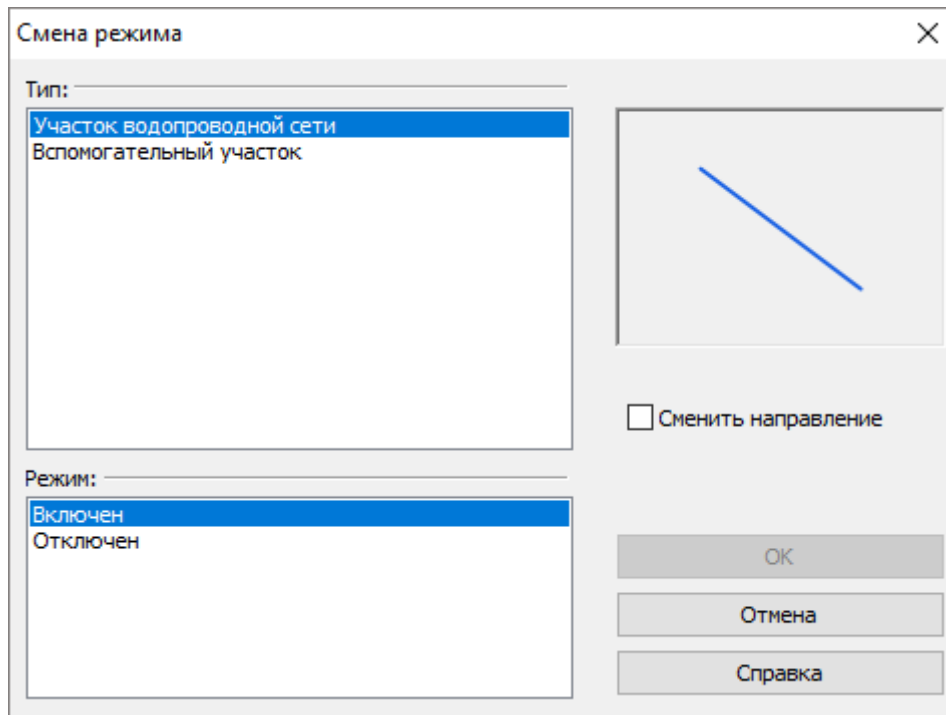 Смена режима
Тип:
Участок водопроводной сети
Вспомогательный участок
Сменить направление
Режим:
Включен
Отключен
OK
Отмена
Справка